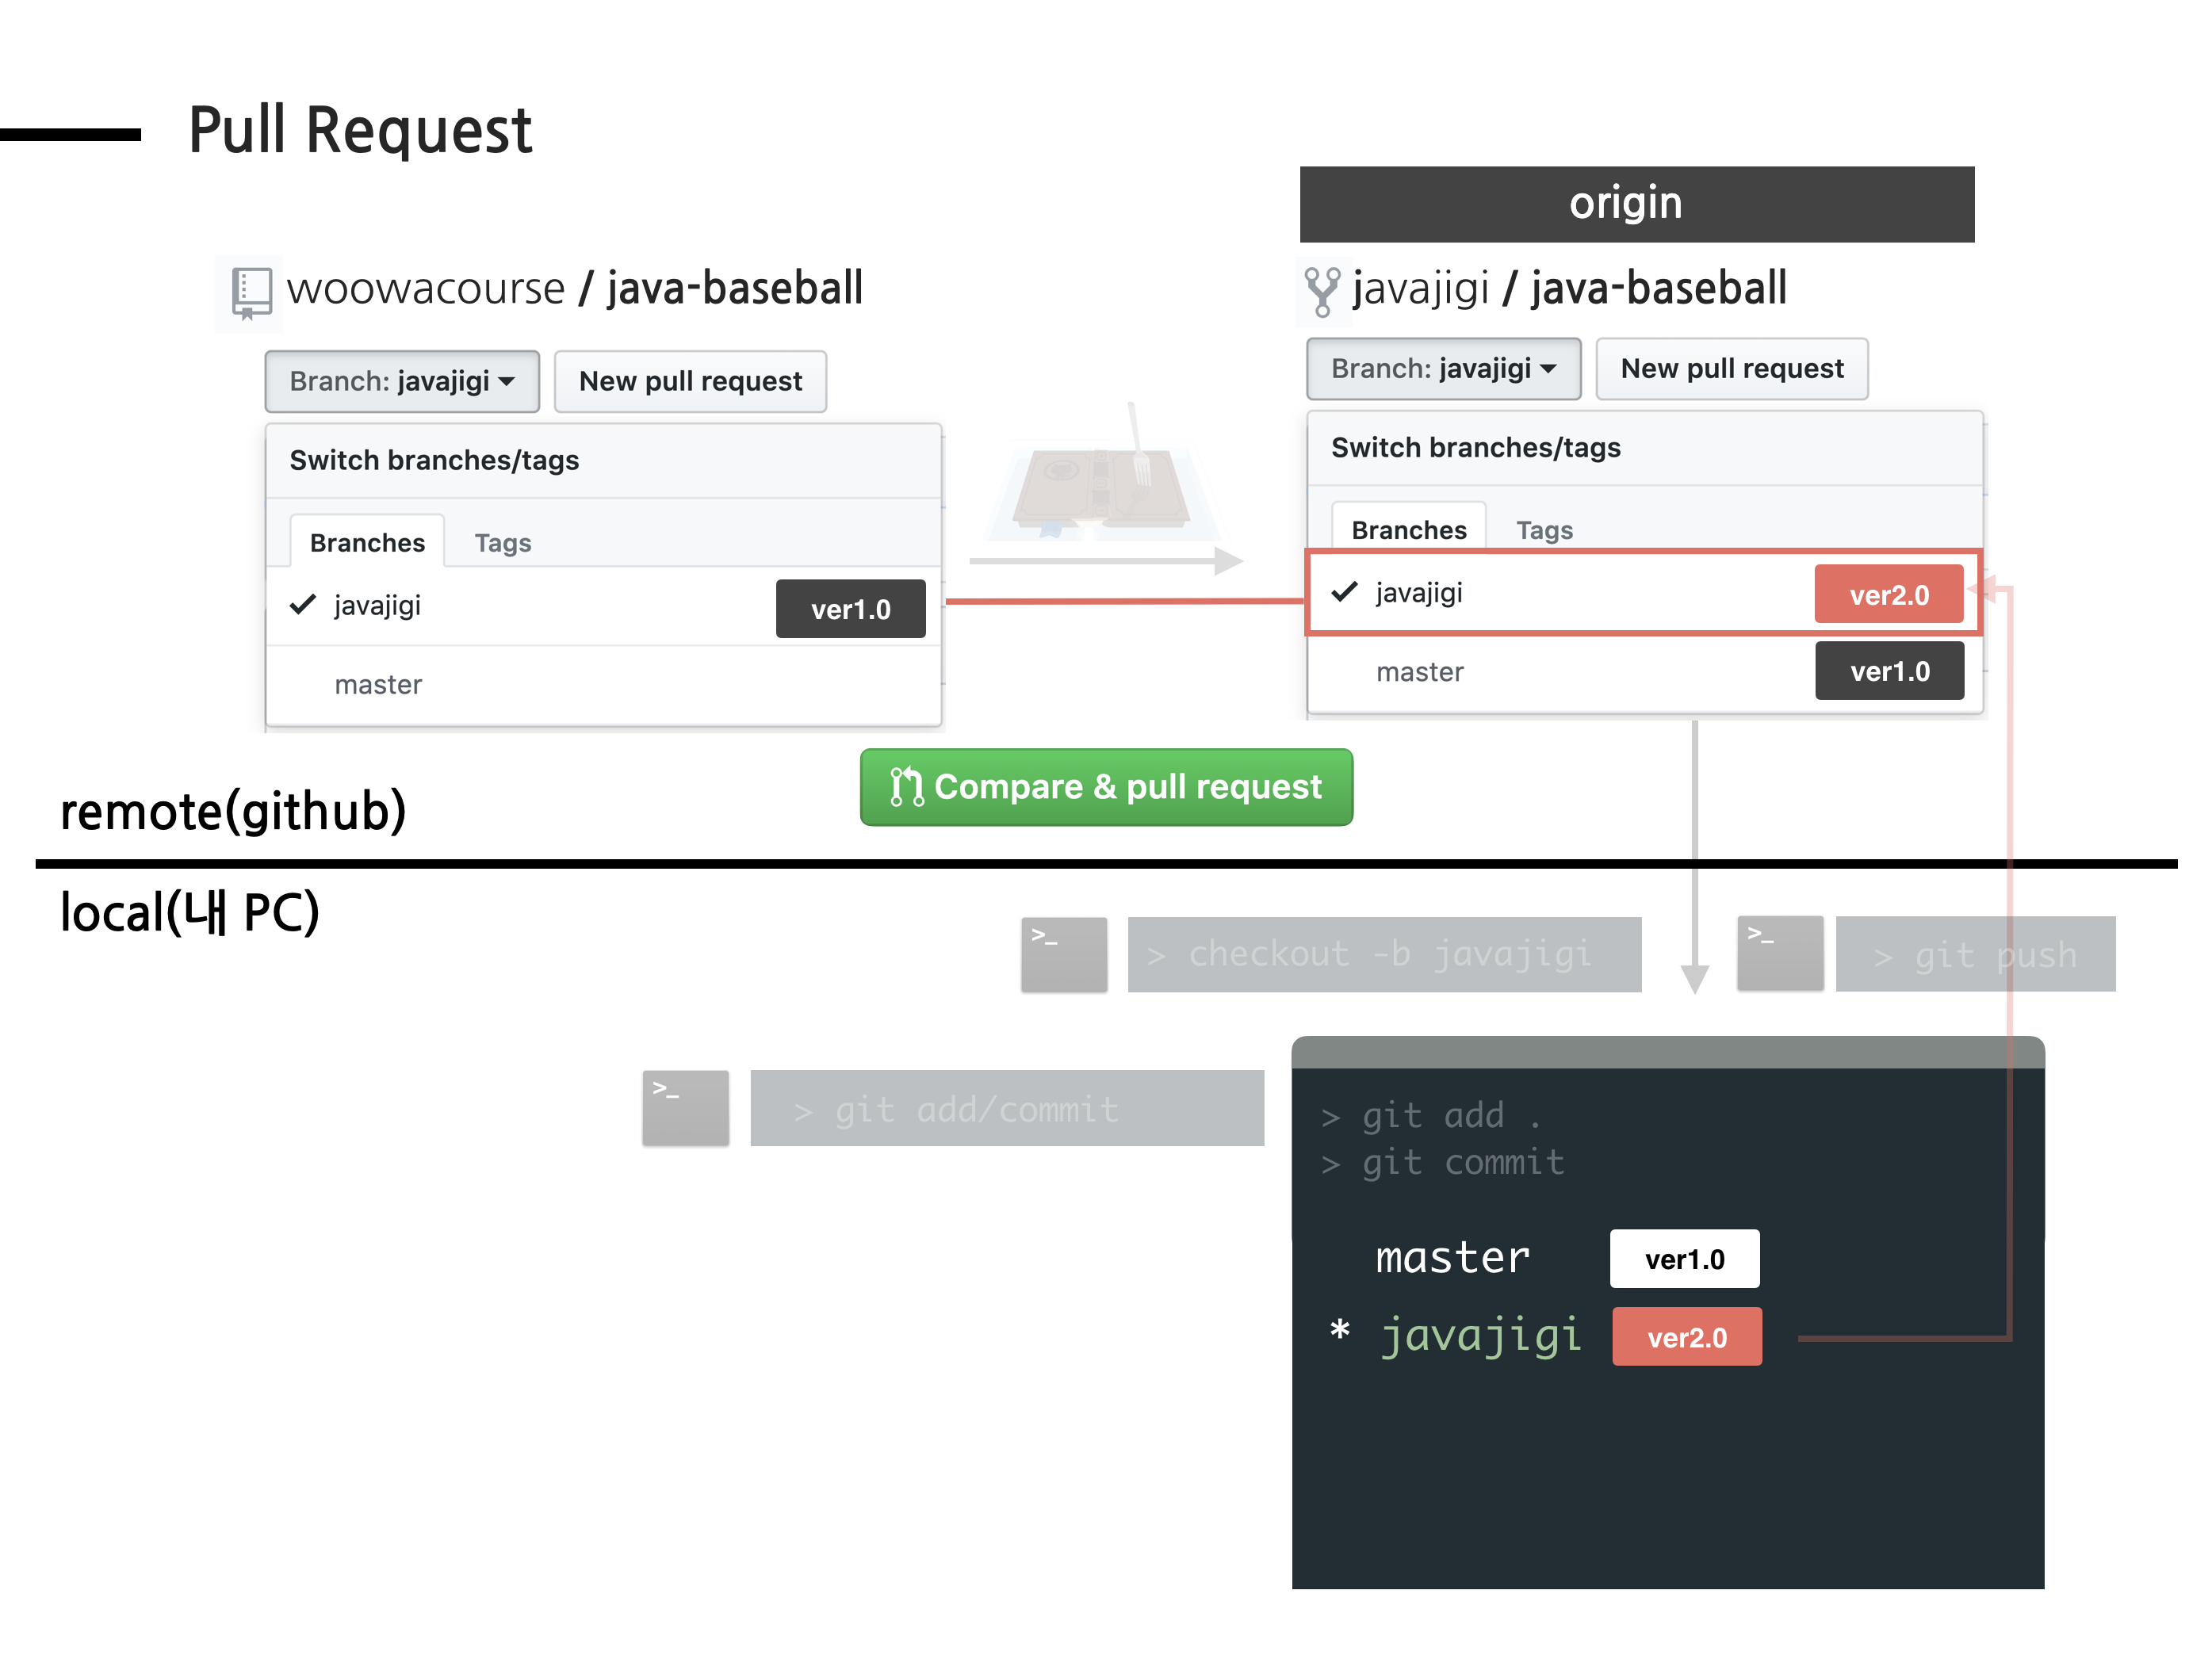 Pull Request
origin
woowacourse / java-baseball
javajigi / java-baseball
Branch: javajigi
New pull request
Switch branches/tags
Branches
Tags
javajigi
ver1.0
master
Branch: javajigi
New pull request
Switch branches/tags
Branches
Tags
javajigi
ver2.0
master
ver1.0
Compare & pull request
remote(github)
local(내 PC)
>_
> checkout -b javajigi
>_
> git push
>_
> git add/commit
> git add .
> git commit
master
ver1.0
* javajigi
ver2.0